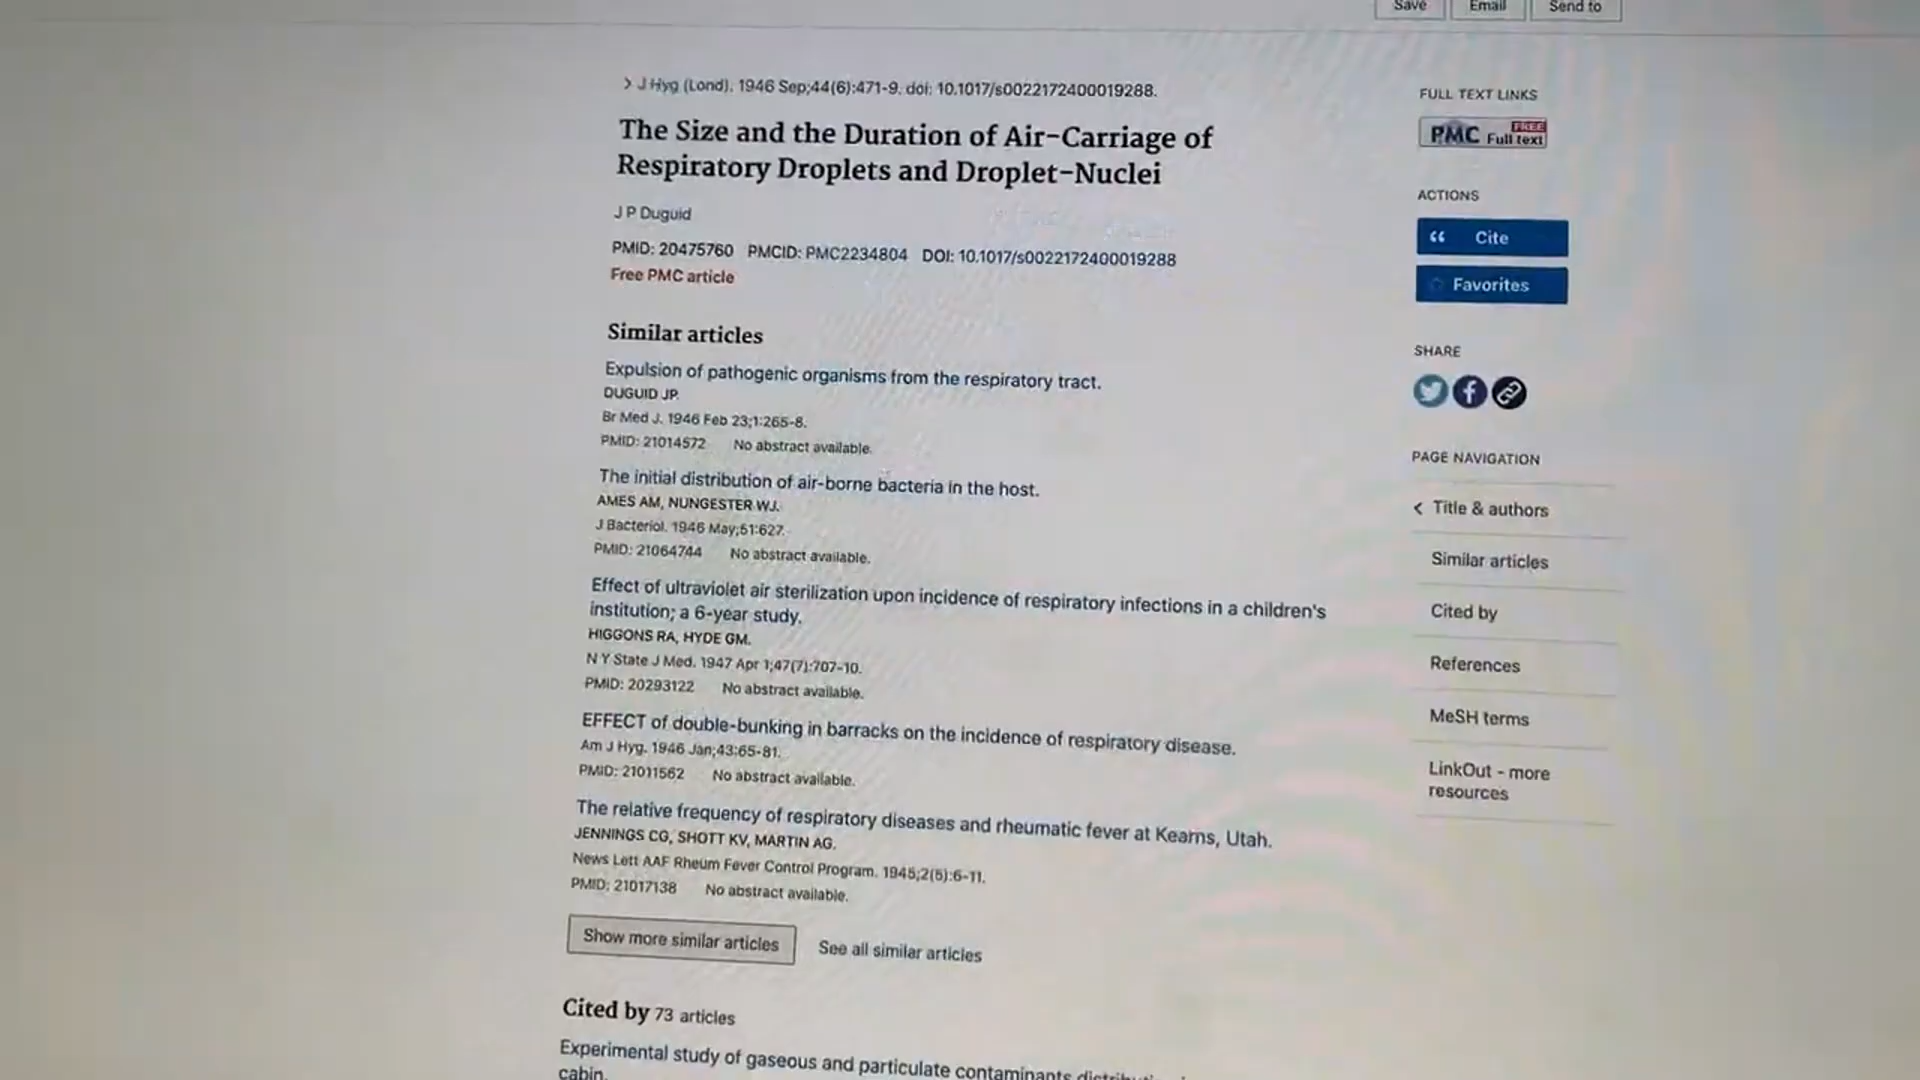 Save Email Send to
> J Hyg (Lond). 1946 Sep;44(6):471-9. doi: 10.1017/s0022172400019288.
The Size and the Duration of Air-Carriage of
Respiratory Droplets and Droplet-Nuclei
J P Duguid
PMID: 20475760 PMCID: PMC2234804 DOI: 10.1017/s0022172400019288
Free PMC article
Similar articles
Expulsion of pathogenic organisms from the respiratory tract.
DUGUID JP.
Br Med J. 1946 Feb 23;1:265-8.
PMID: 21014572 No abstract available.
The initial distribution of air-borne bacteria in the host.
AMES AM, NUNGESTER WJ.
J Bacteriol. 1946 May;51:627.
PMID: 21064744 No abstract available.
Effect of ultraviolet air sterilization upon incidence of respiratory infections in a children's
institution; a 6-year study.
HIGGONS RA, HYDE GM.
N Y State J Med. 1947 Apr 1;47(7):707-10.
PMID: 20293122 No abstract available.
EFFECT of double-bunking in barracks on the incidence of respiratory disease.
Am J Hyg. 1946 Jan;43:65-81.
PMID: 21011562 No abstract available.
The relative frequency of respiratory diseases and rheumatic fever at Kearns, Utah.
JENNINGS CG, SHOTT KV, MARTIN AG.
News Lett AAF Rheum Fever Control Program. 1945;2(5):6-11.
PMID: 21017138 No abstract available.
Show more similar articles See all similar articles
Cited by 73 articles
Experimental study of gaseous and particulate contaminants
cabin.
FULL TEXT LINKS
PMC FREE Full text
ACTIONS
“ Cite
Favorites
SHARE
PAGE NAVIGATION
< Title & authors
Similar articles
Cited by
References
MeSH terms
LinkOut - more
resources